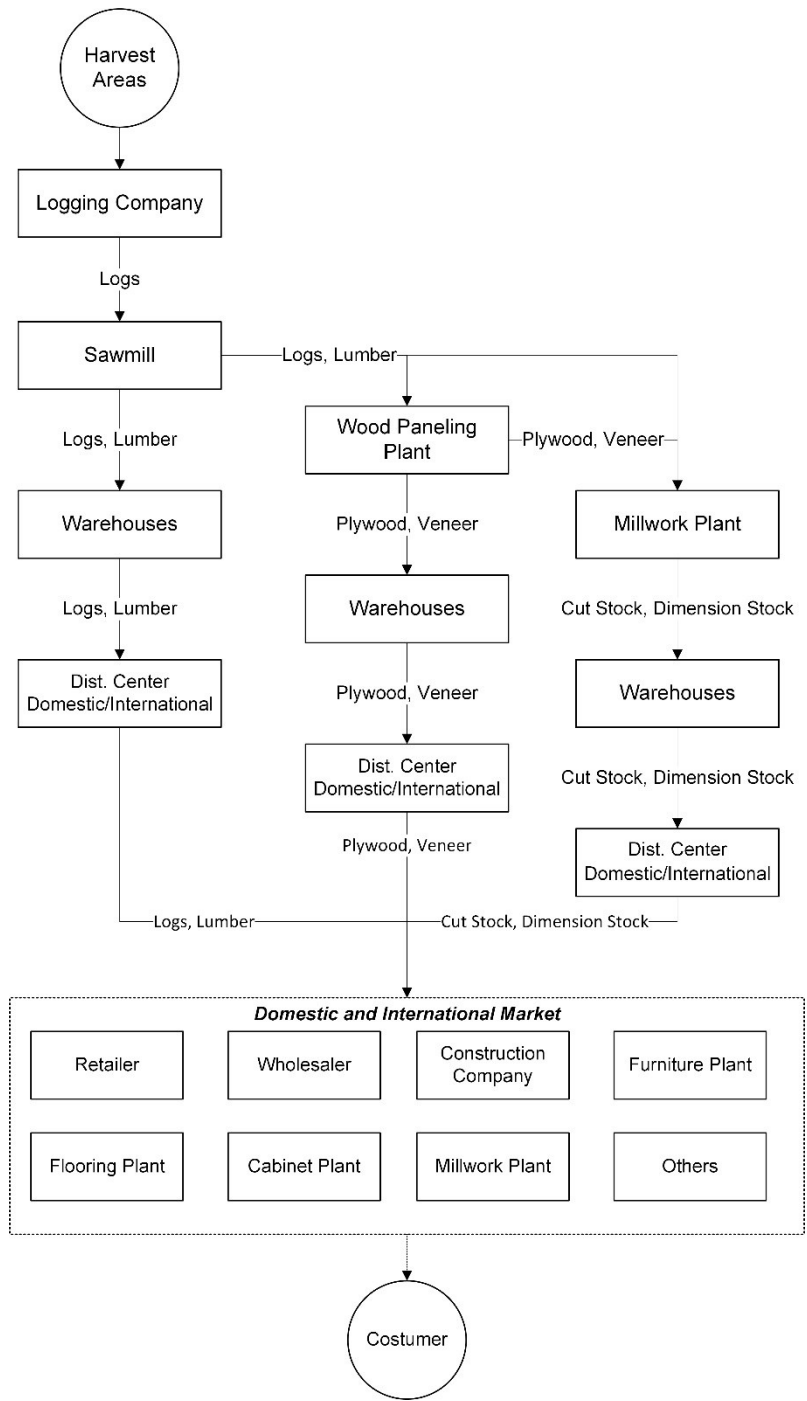 Harvest
Areas
Logging Company
Logs
Sawmill
Logs, Lumber
Logs, Lumber
Wood Paneling
Plant
Plywood, Veneer
Warehouses
Plywood, Veneer
Millwork Plant
Logs, Lumber
Warehouses
Cut Stock, Dimension Stock
Dist. Center
Domestic/International
Plywood, Veneer
Warehouses
Dist. Center
Domestic/International
Cut Stock, Dimension Stock
Plywood, Veneer
Dist. Center
Domestic/International
Logs, Lumber
Cut Stock, Dimension Stock
Domestic and International Market
Retailer
Wholesaler
Construction
Company
Furniture Plant
Flooring Plant
Cabinet Plant
Millwork Plant
Others
Costumer